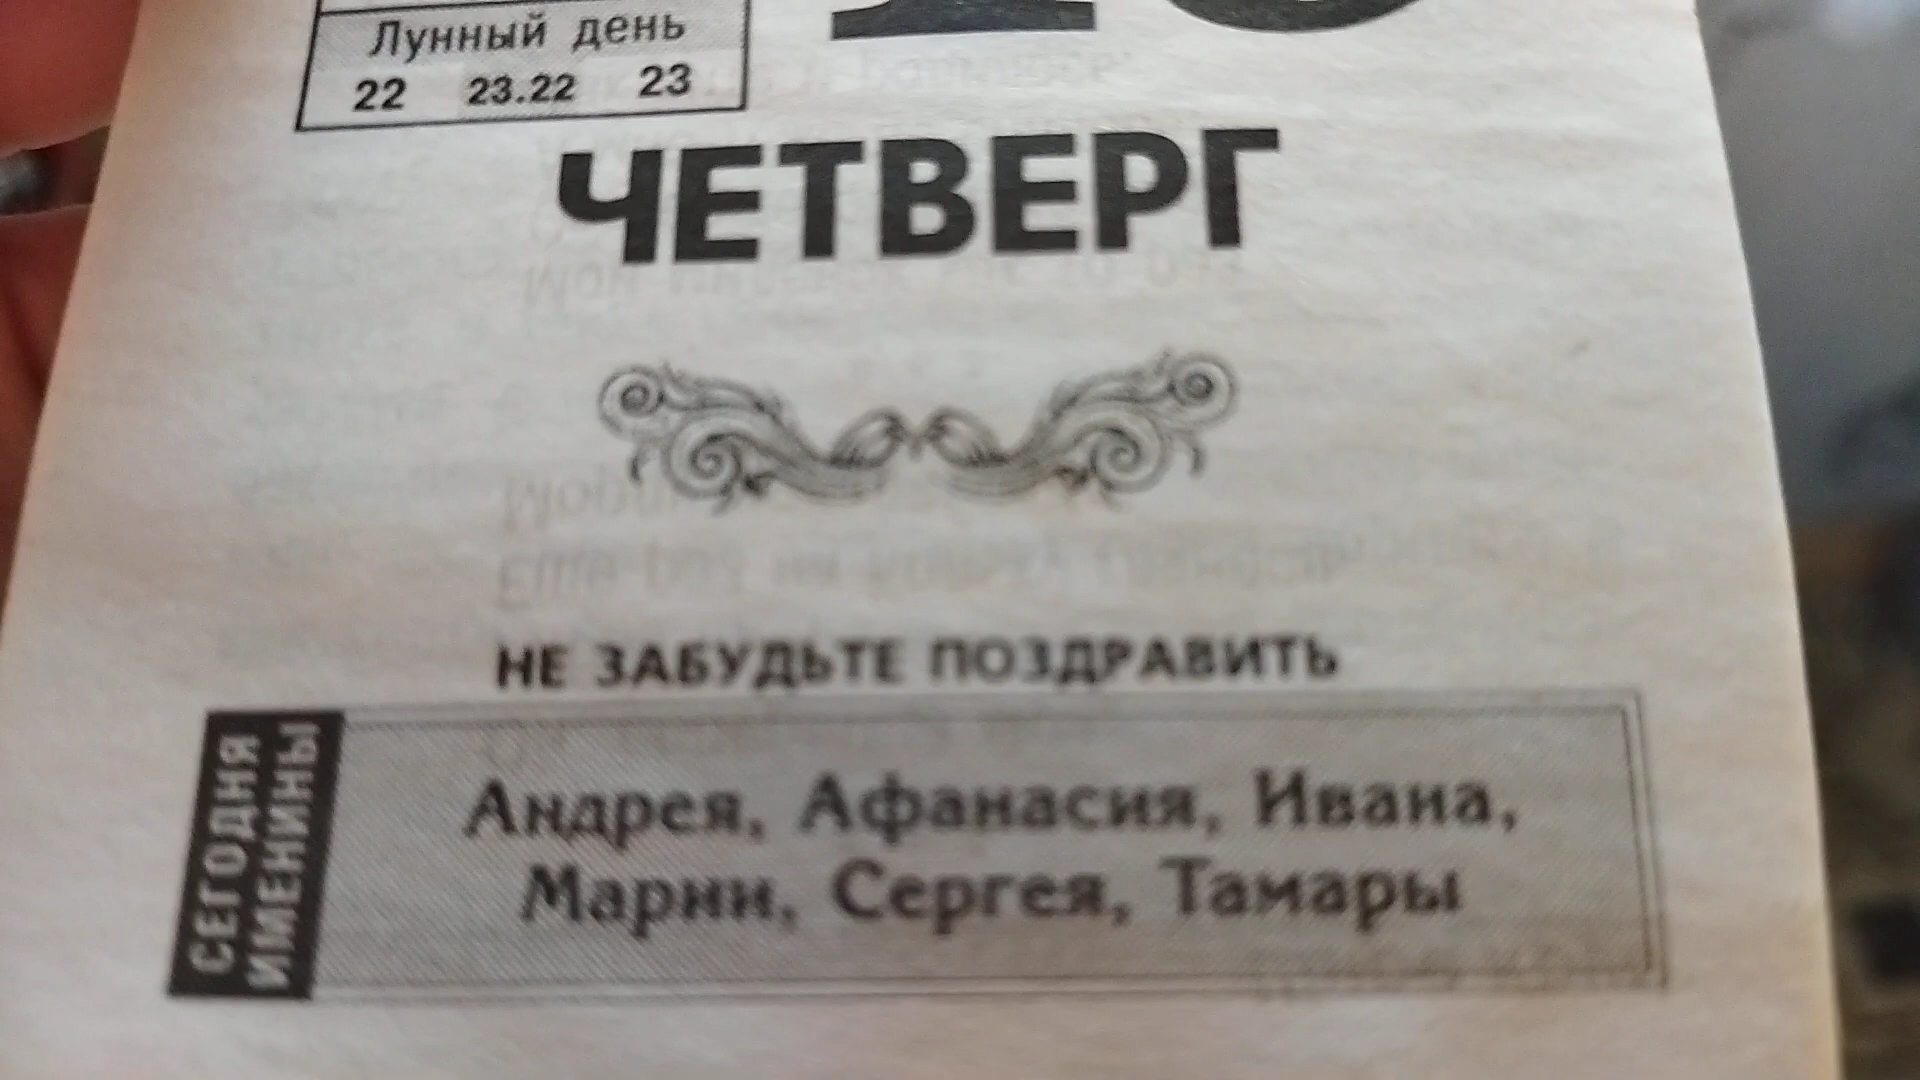 Лунный день
22 23.22 23
ЧЕТВЕРГ
НЕ ЗАБУДЬТЕ ПОЗДРАВИТЬ
СЕГОДНЯ
ИМЕНИНЫ
Андрея, Афанасия, Ивана,
Марии, Сергея, Тамары